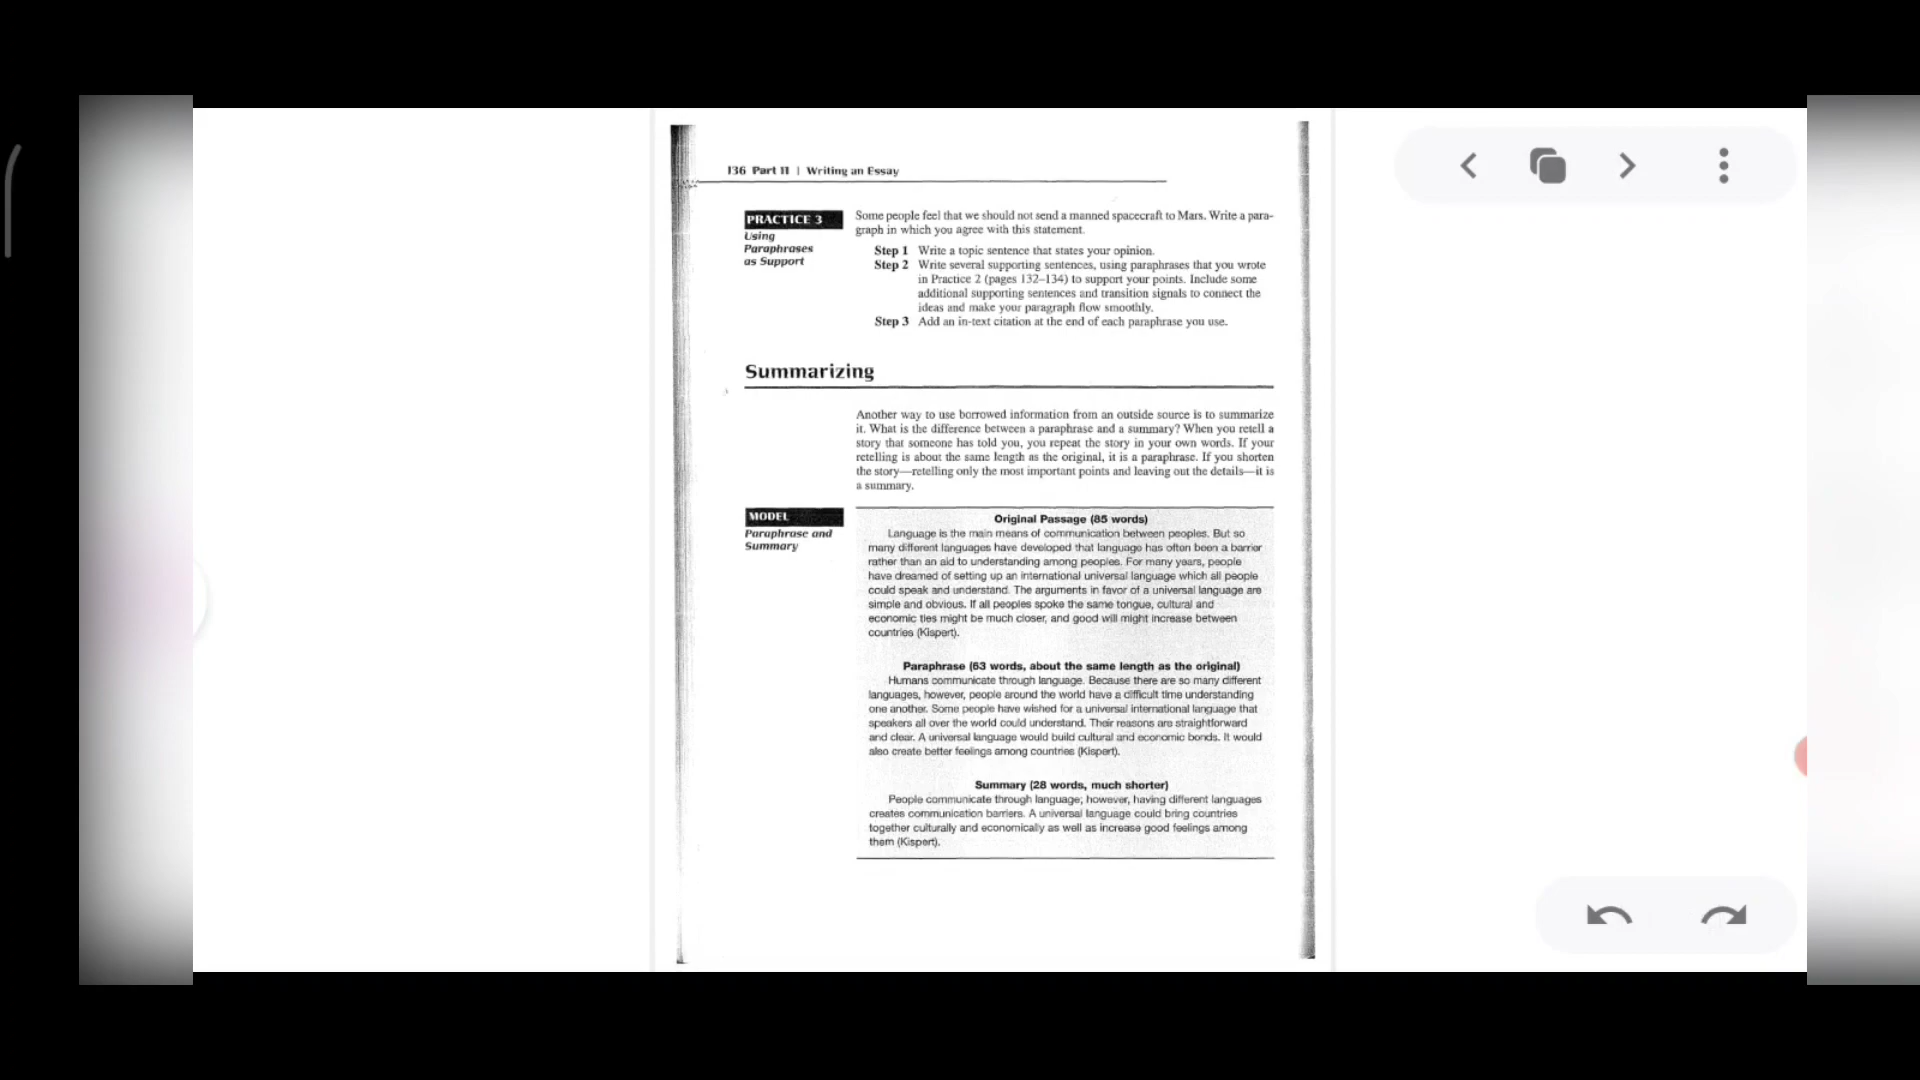 136 Part II | Writing an Essay
PRACTICE 3
Using
Paraphrases
as Support
Some people feel that we should not send a manned spacecraft to Mars. Write a para-
graph in which you agree with this statement.
Step 1 Write a topic sentence that states your opinion.
Step 2 Write several supporting sentences, using paraphrases that you wrote
in Practice 2 (pages 132–134) to support your points. Include some
additional supporting sentences and transition signals to connect the
ideas and make your paragraph flow smoothly.
Step 3 Add an in-text citation at the end of each paraphrase you use.
Summarizing
Another way to use borrowed information from an outside source is to summarize
it. What is the difference between a paraphrase and a summary? When you retell a
story that someone has told you, you repeat the story in your own words. If your
retelling is about the same length as the original, it is a paraphrase. If you shorten
the story—retelling only the most important points and leaving out the details—it is
a summary.
MODEL
Paraphrase and
Summary
Original Passage (85 words)
Language is the main means of communication between peoples. But so
many different languages have developed that language has often been a barrier
rather than an aid to understanding among peoples. For many years, people
have dreamed of setting up an international universal language which all people
could speak and understand. The arguments in favor of a universal language are
simple and obvious. If all peoples spoke the same tongue, cultural and
economic ties might be much closer, and good will might increase between
countries (Kispert).
Paraphrase (63 words, about the same length as the original)
Humans communicate through language. Because there are so many different
languages, however, people around the world have a difficult time understanding
one another. Some people have wished for a universal international language that
speakers all over the world could understand. Their reasons are straightforward
and clear. A universal language would build cultural and economic bonds. It would
also create better feelings among countries (Kispert).
Summary (28 words, much shorter)
People communicate through language; however, having different languages
creates communication barriers. A universal language could bring countries
together culturally and economically as well as increase good feelings among
them (Kispert).